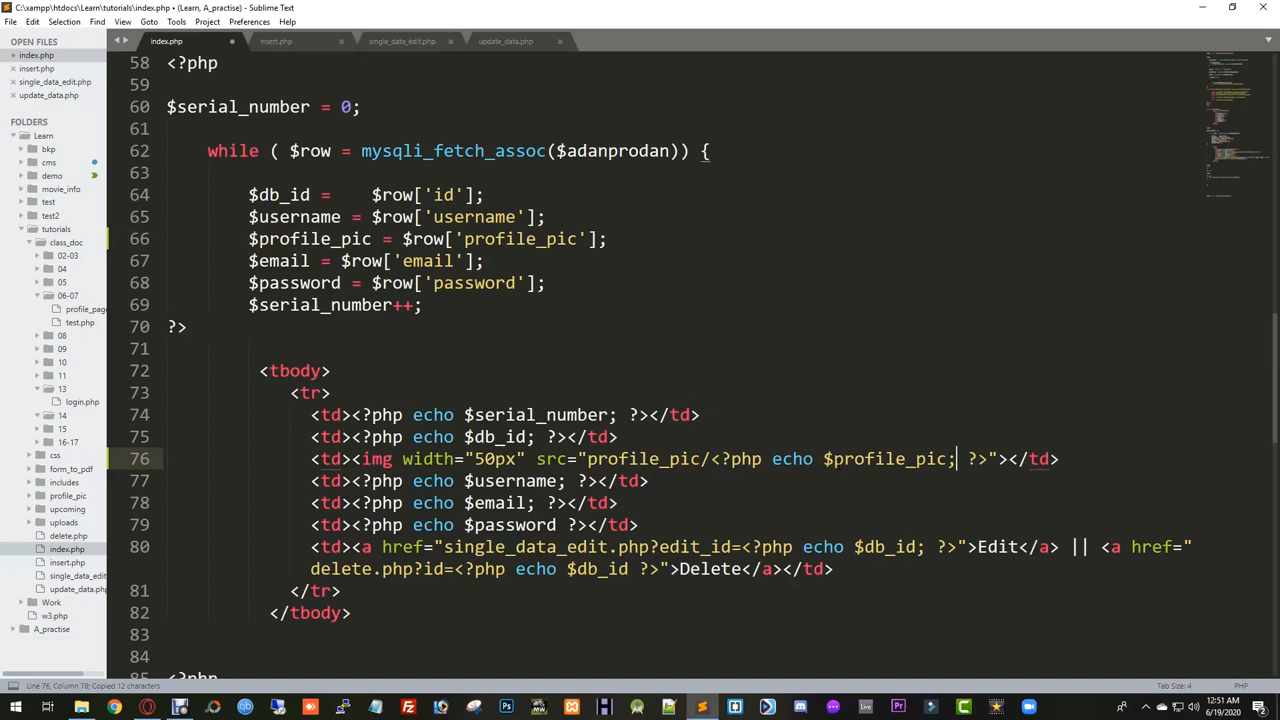 C:\xampp\htdocs\Learn\tutorials\index.php • (Learn, A_practise) - Sublime Text
File Edit Selection Find View Goto Tools Project Preferences Help
OPEN FILES
index.php
insert.php
single_data_edit.php
update_data.php
FOLDERS
Learn
bkp
cms
demo
movie_info
test
test2
tutorials
class_doc
02-03
04
05
06-07
profile_pag
test.php
08
09
10
11
13
login.php
14
15
16-17
css
form_to_pdf
includes
profile_pic
upcoming
uploads
delete.php
index.php
insert.php
single_data_edit
update_data.php
Work
w3.php
A_practise
index.php insert.php single_data_edit.php update_data.php
58 <?php
59
60 $serial_number = 0;
61
62 while ( $row = mysqli_fetch_assoc($adanprodan)) {
63
64 $db_id = $row['id'];
65 $username = $row['username'];
66 $profile_pic = $row['profile_pic'];
67 $email = $row['email'];
68 $password = $row['password'];
69 $serial_number++;
70 ?>
71
72 <tbody>
73 <tr>
74 <td><?php echo $serial_number; ?></td>
75 <td><?php echo $db_id; ?></td>
76 <td><img width="50px" src="profile_pic/<?php echo $profile_pic; ?>"></td>
77 <td><?php echo $username; ?></td>
78 <td><?php echo $email; ?></td>
79 <td><?php echo $password ?></td>
80 <td><a href="single_data_edit.php?edit_id=<?php echo $db_id; ?>">Edit</a> || <a href="
delete.php?id=<?php echo $db_id ?>">Delete</a></td>
81 </tr>
82 </tbody>
83
84
85 <?php
Line 76, Column 78; Copied 12 characters
Tab Size: 4 PHP
12:51 AM
6/19/2020